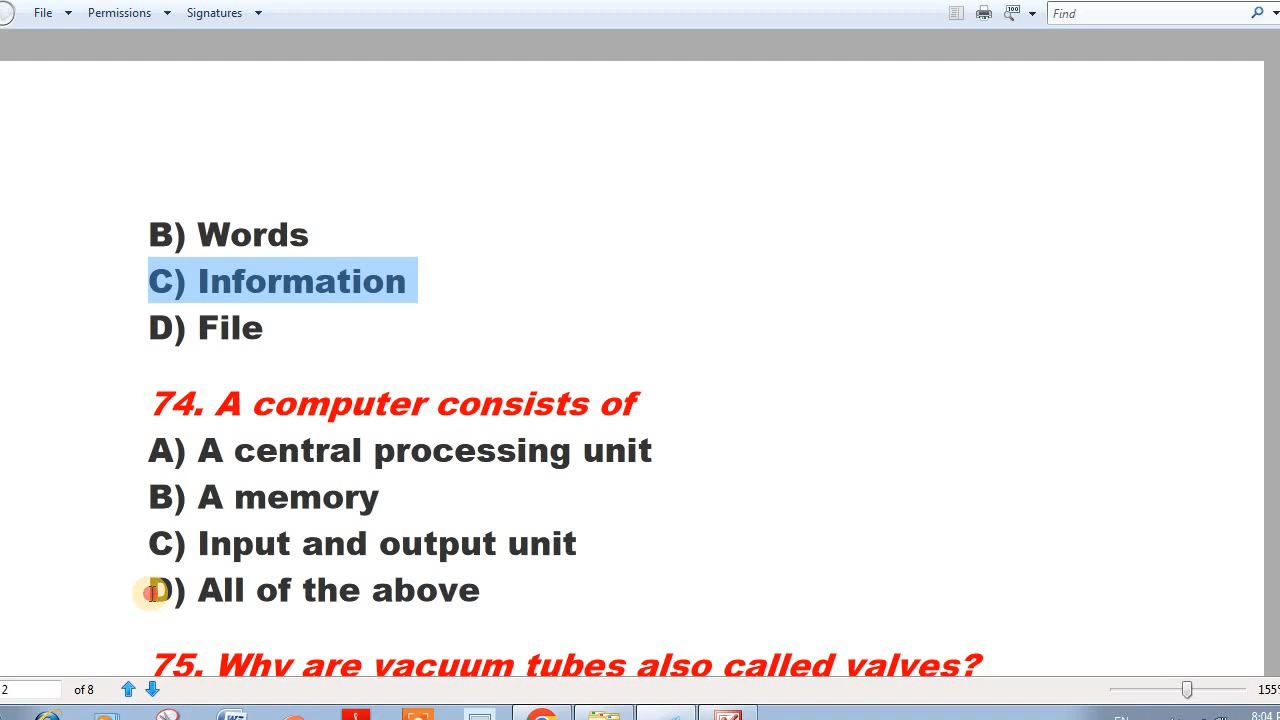 File Permissions Signatures Find
B) Words
C) Information
D) File
74. A computer consists of
A) A central processing unit
B) A memory
C) Input and output unit
D) All of the above
75. Why are vacuum tubes also called valves?
2 of 8 155%